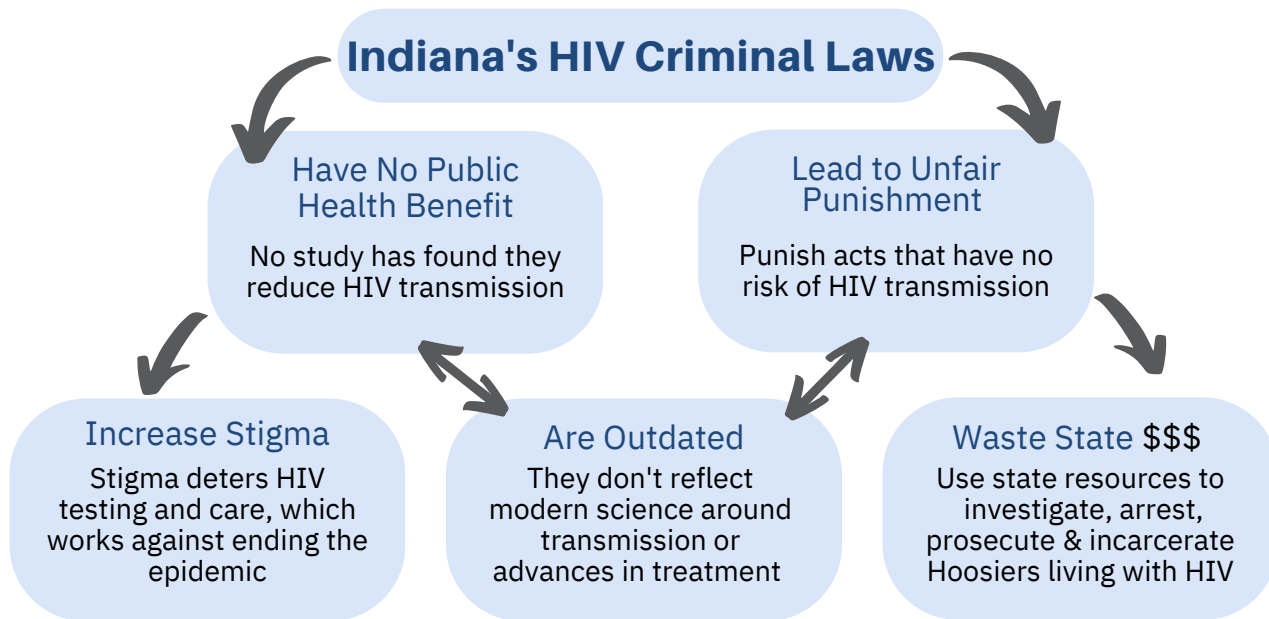 Indiana's HIV Criminal Laws
Have No Public
Health Benefit
No study has found they
reduce HIV transmission
Lead to Unfair
Punishment
Punish acts that have no
risk of HIV transmission
Increase Stigma
Stigma deters HIV
testing and care, which
works against ending the
epidemic
Are Outdated
They don't reflect
modern science around
transmission or
advances in treatment
Waste State $$$
Use state resources to
investigate, arrest,
prosecute & incarcerate
Hoosiers living with HIV